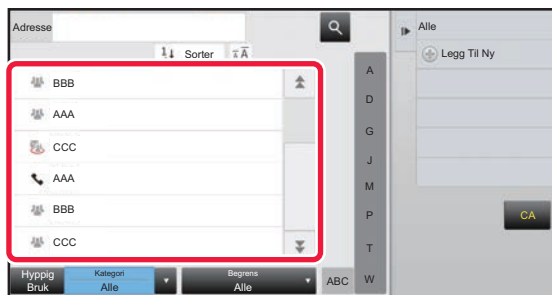 Adresse
Sorter
BBB
AAA
CCC
AAA
BBB
CCC
A
D
G
J
M
P
T
W
ABC
Hyppig Bruk
Kategori
Alle
Begrens
Alle
Alle
Legg Til Ny
CA